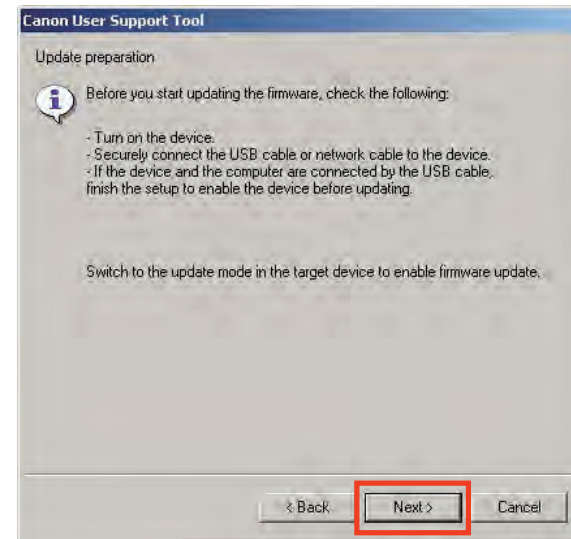 Canon User Support Tool
Update preparation
Before you start updating the firmware, check the following:
- Turn on the device.
- Securely connect the USB cable or network cable to the device.
- If the device and the computer are connected by the USB cable,
finish the setup to enable the device before updating.
Switch to the update mode in the target device to enable firmware update.
< Back
Next >
Cancel